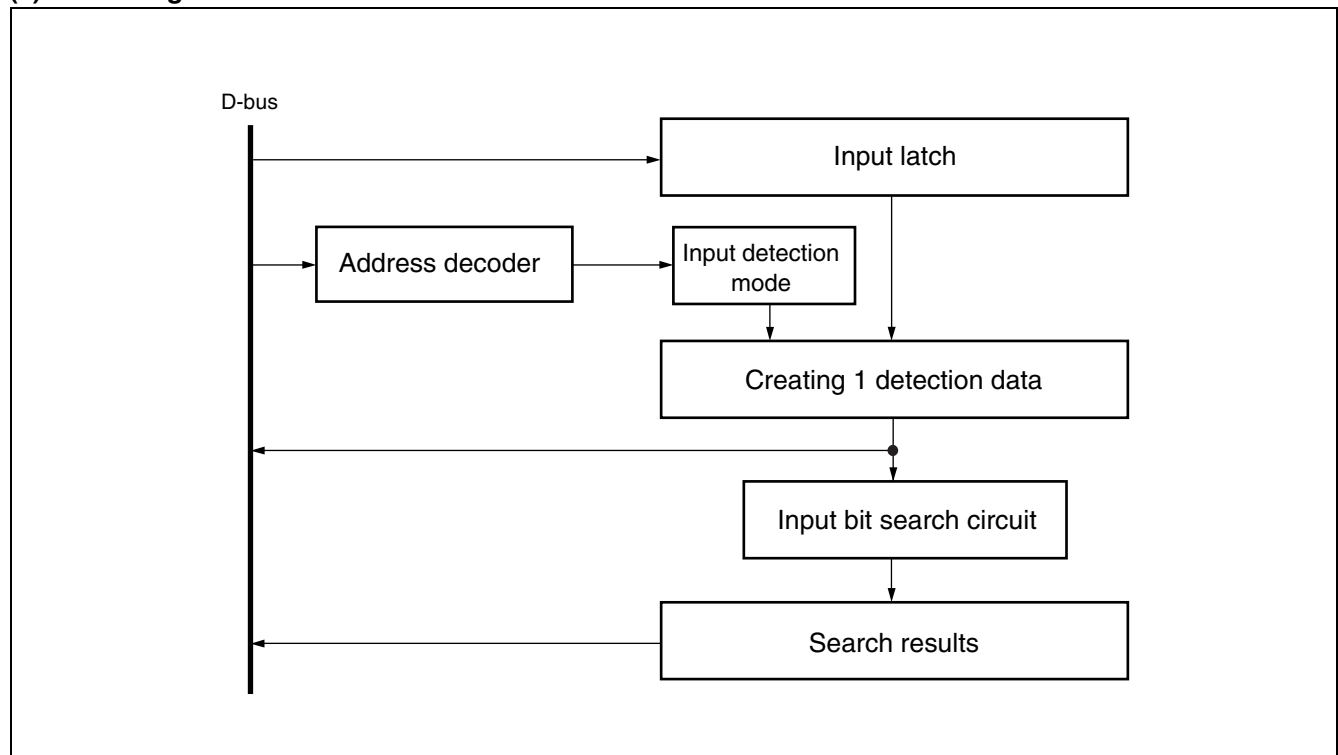 D-bus
Input latch
Address decoder
Input detection
mode
Creating 1 detection data
Input bit search circuit
Search results